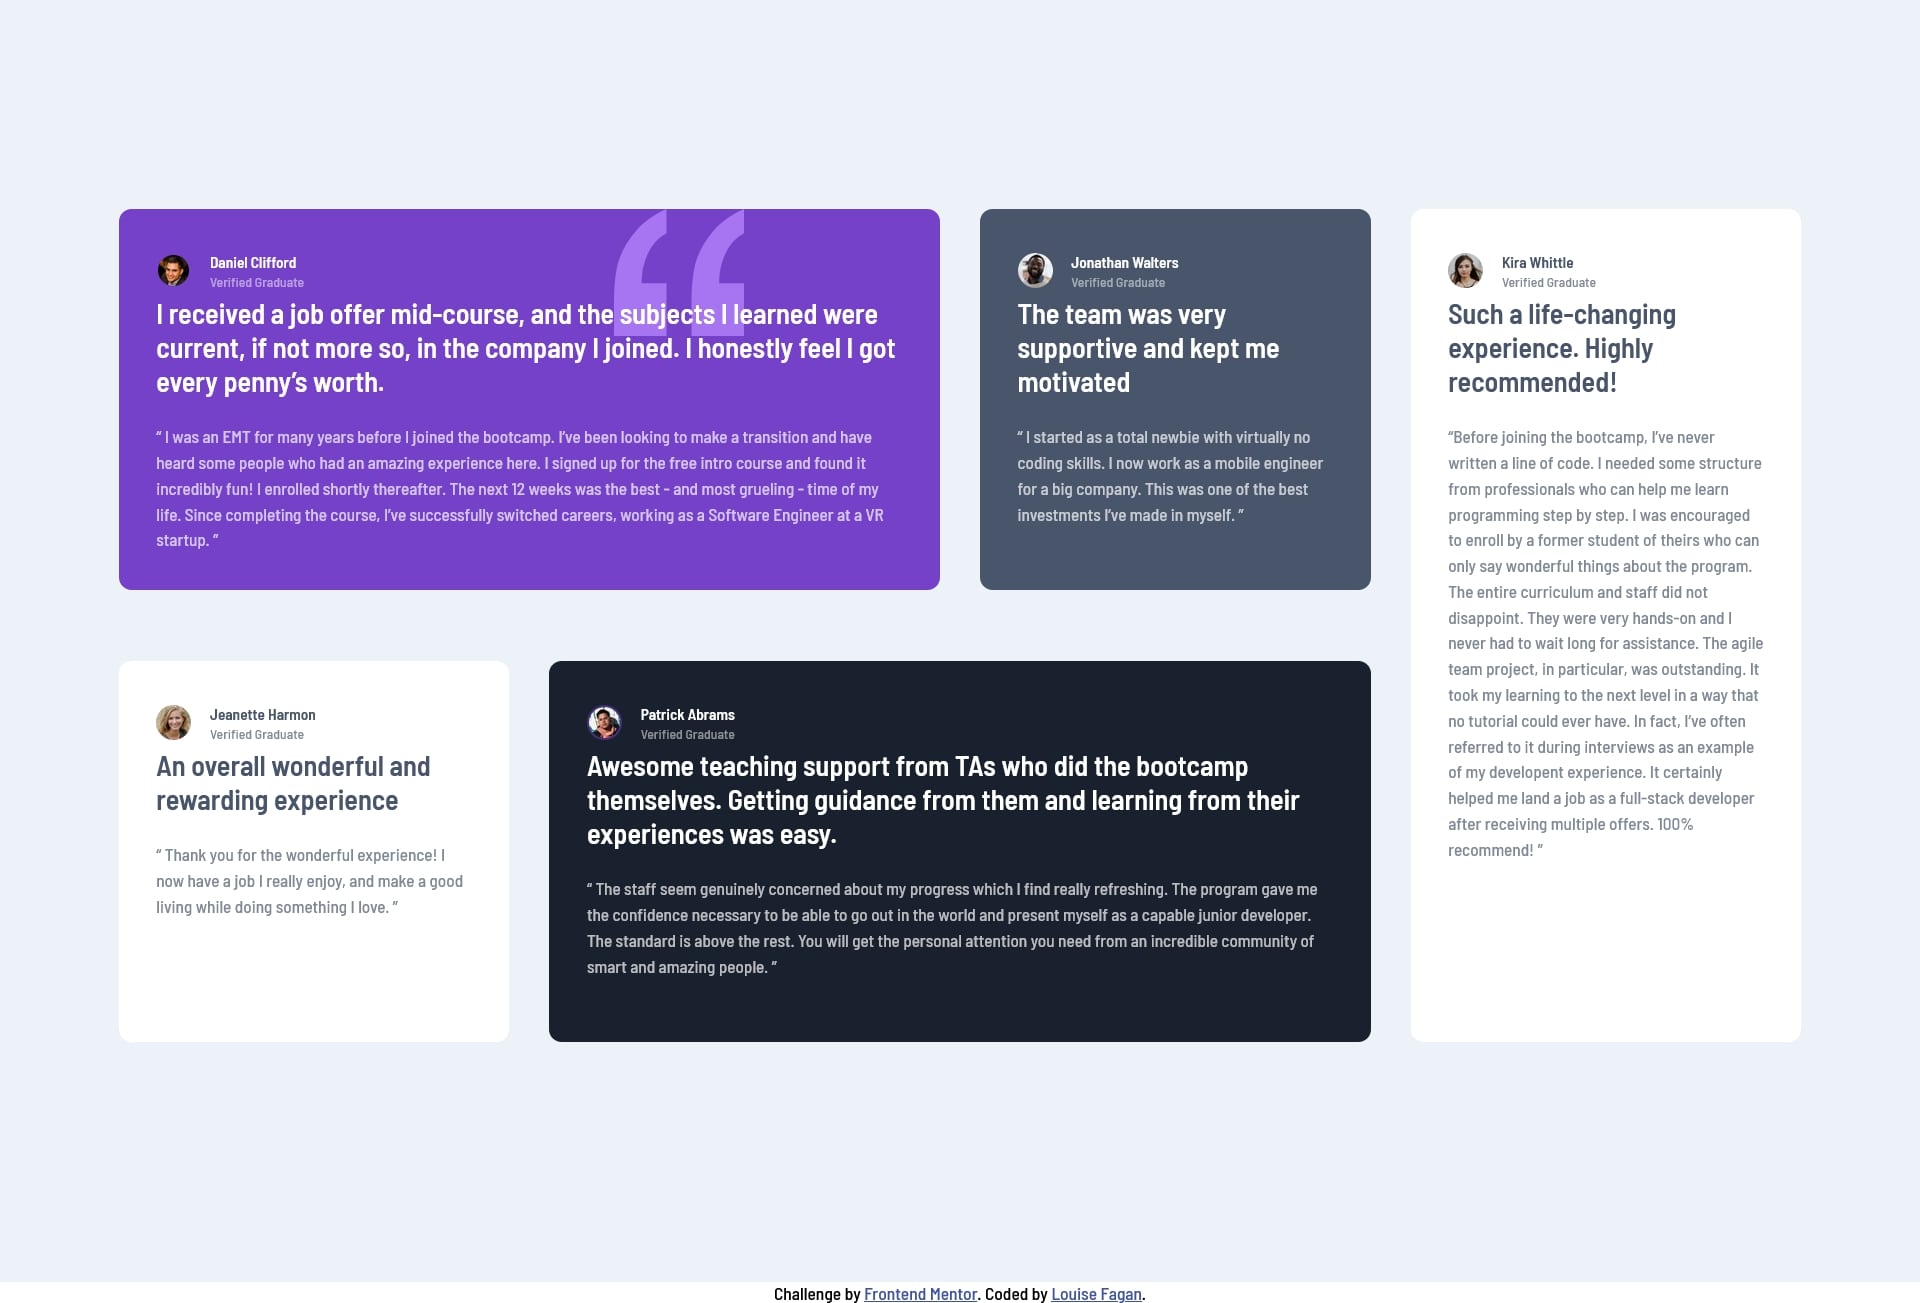 Daniel Clifford
Verified Graduate
I received a job offer mid-course, and the subjects I learned were
current, if not more so, in the company I joined. I honestly feel I got
every penny’s worth.
“ I was an EMT for many years before I joined the bootcamp. I’ve been looking to make a transition and have
heard some people who had an amazing experience here. I signed up for the free intro course and found it
incredibly fun! I enrolled shortly thereafter. The next 12 weeks was the best - and most grueling - time of my
life. Since completing the course, I’ve successfully switched careers, working as a Software Engineer at a VR
startup. ”
Jonathan Walters
Verified Graduate
The team was very
supportive and kept me
motivated
“ I started as a total newbie with virtually no
coding skills. I now work as a mobile engineer
for a big company. This was one of the best
investments I’ve made in myself. ”
Kira Whittle
Verified Graduate
Such a life-changing
experience. Highly
recommended!
“Before joining the bootcamp, I’ve never
written a line of code. I needed some structure
from professionals who can help me learn
programming step by step. I was encouraged
to enroll by a former student of theirs who can
only say wonderful things about the program.
The entire curriculum and staff did not
disappoint. They were very hands-on and I
never had to wait long for assistance. The agile
team project, in particular, was outstanding. It
took my learning to the next level in a way that
no tutorial could ever have. In fact, I’ve often
referred to it during interviews as an example
of my developent experience. It certainly
helped me land a job as a full-stack developer
after receiving multiple offers. 100%
recommend! ”
Jeanette Harmon
Verified Graduate
An overall wonderful and
rewarding experience
“ Thank you for the wonderful experience! I
now have a job I really enjoy, and make a good
living while doing something I love. ”
Patrick Abrams
Verified Graduate
Awesome teaching support from TAs who did the bootcamp
themselves. Getting guidance from them and learning from their
experiences was easy.
“ The staff seem genuinely concerned about my progress which I find really refreshing. The program gave me
the confidence necessary to be able to go out in the world and present myself as a capable junior developer.
The standard is above the rest. You will get the personal attention you need from an incredible community of
smart and amazing people. ”
Challenge by Frontend Mentor. Coded by Louise Fagan.